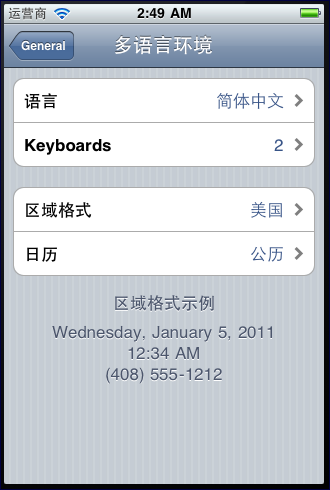 运营商 2:49 AM
General 多语言环境
语言 简体中文
Keyboards 2
区域格式 美国
日历 公历
区域格式示例
Wednesday, January 5, 2011
12:34 AM
(408) 555-1212